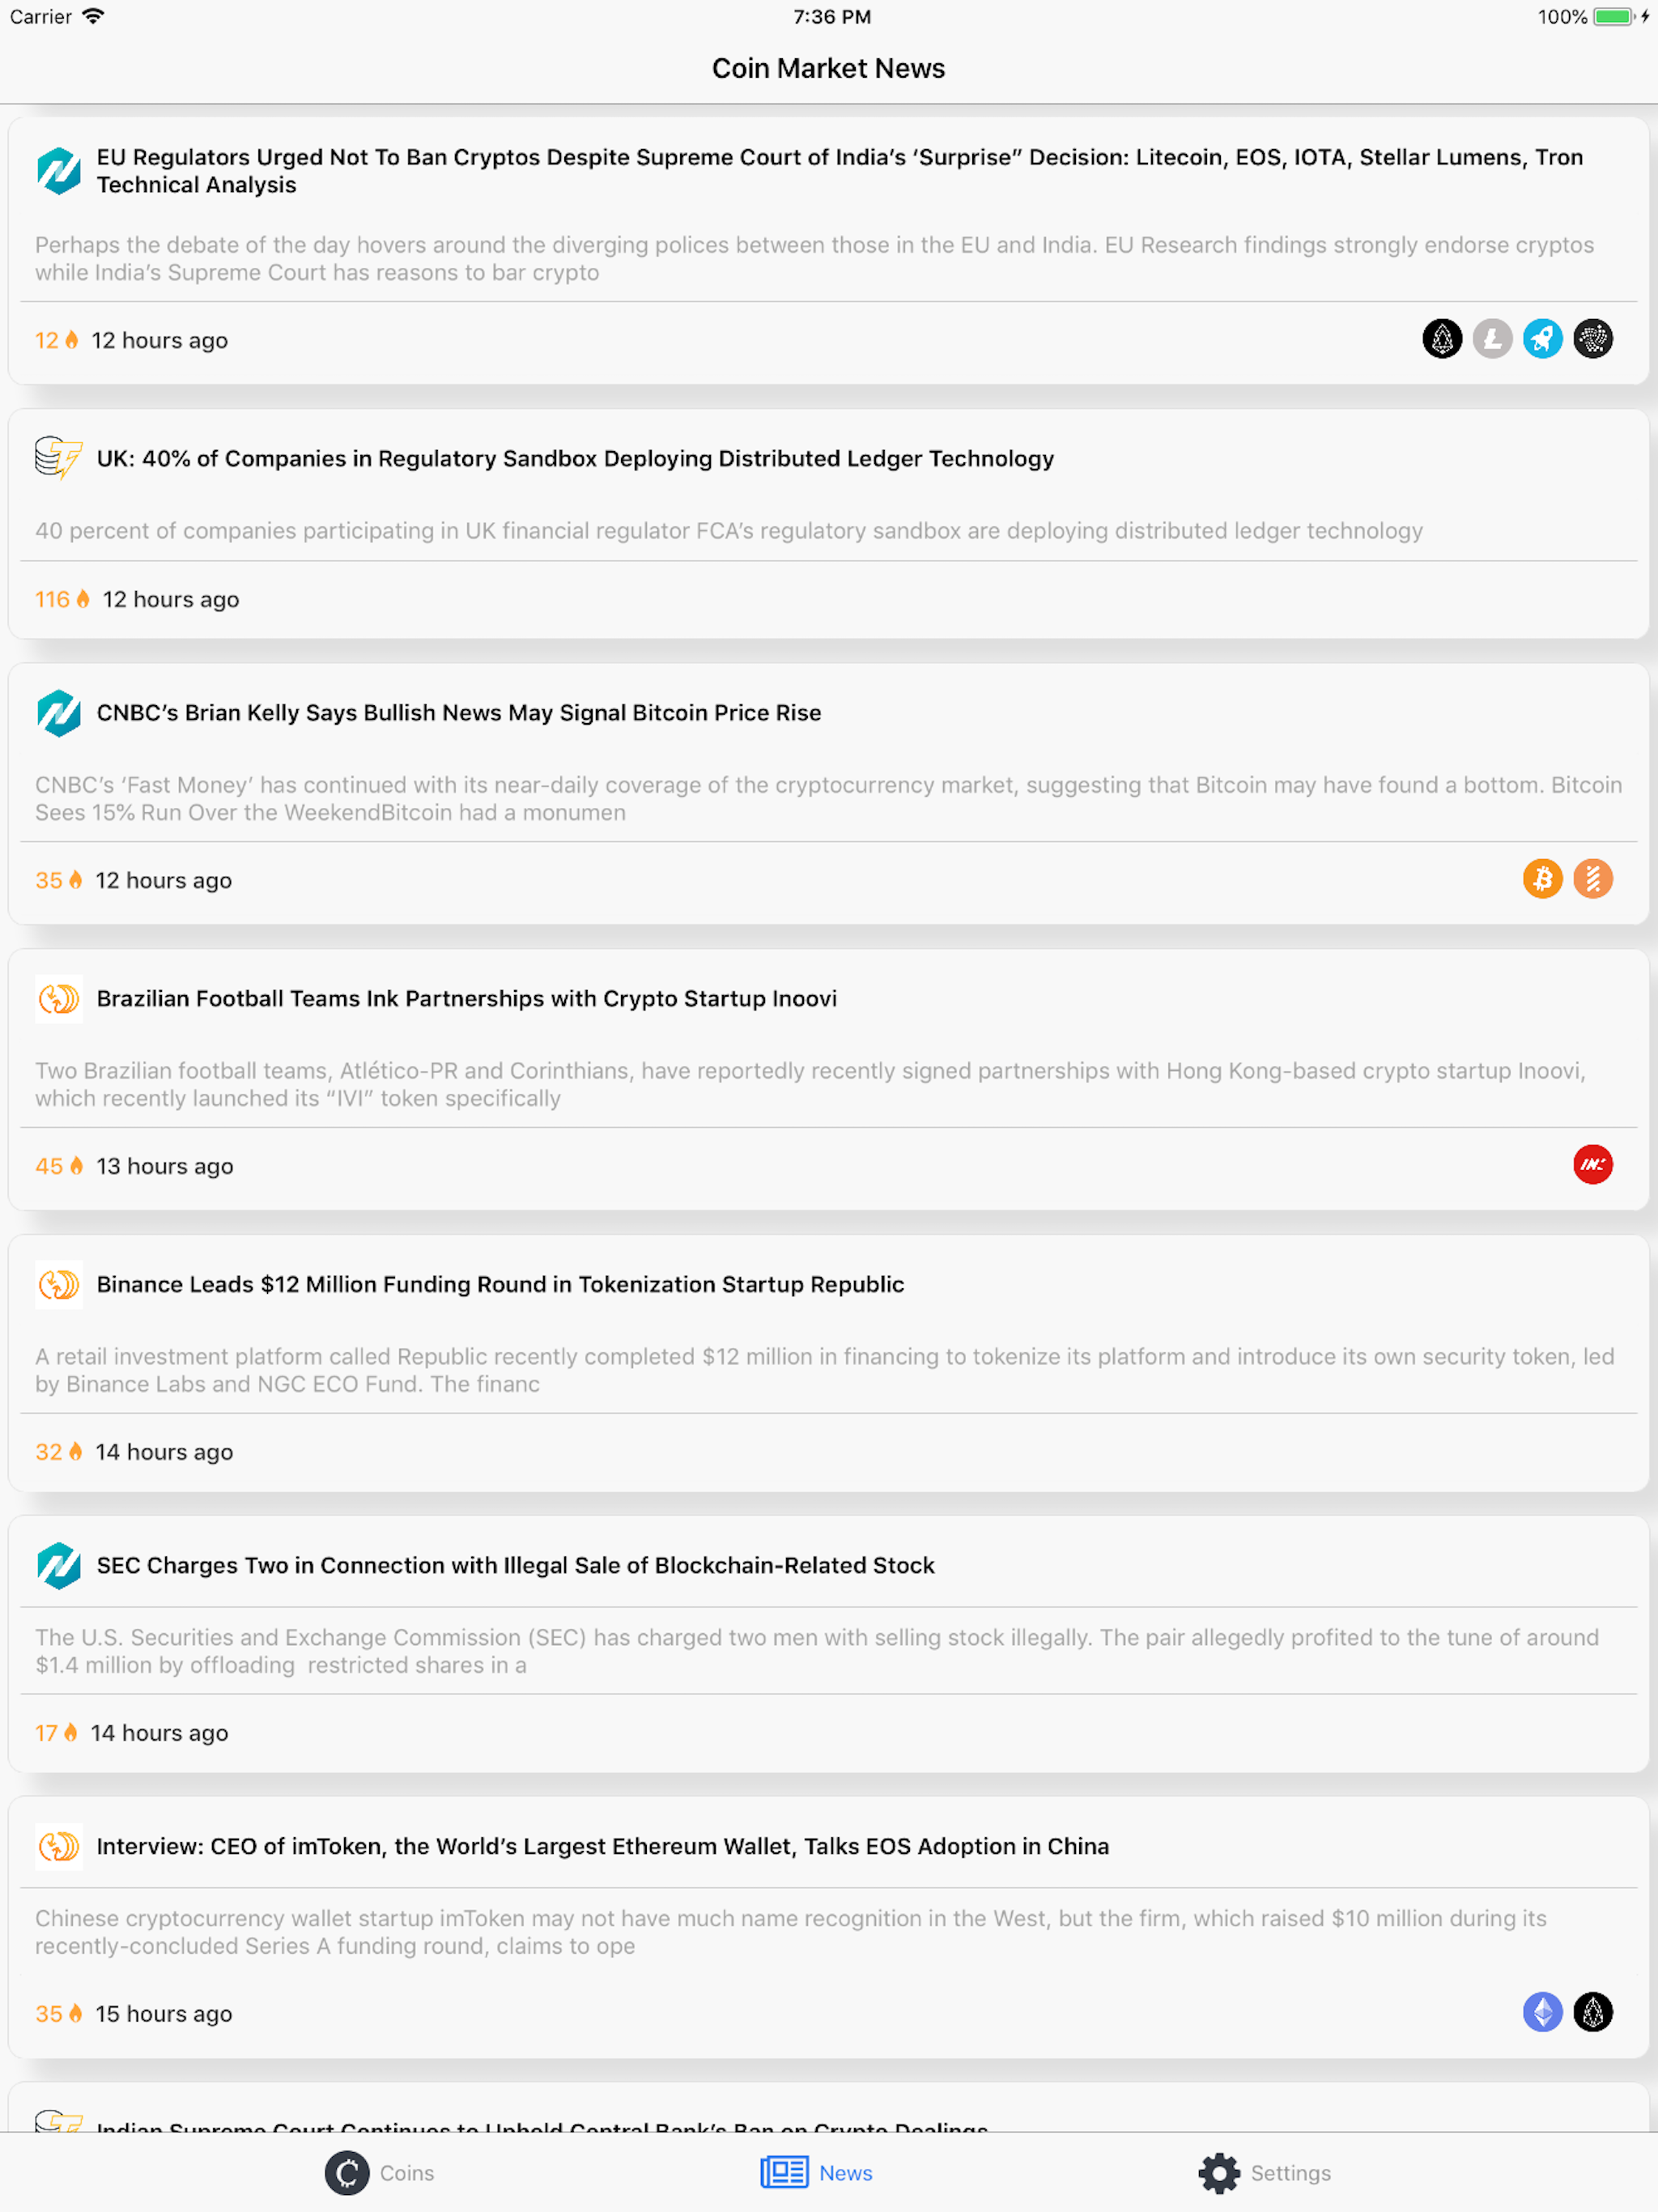 Carrier
7:36 PM
100%
Coin Market News
EU Regulators Urged Not To Ban Cryptos Despite Supreme Court of India’s ‘Surprise” Decision: Litecoin, EOS, IOTA, Stellar Lumens, Tron
Technical Analysis
Perhaps the debate of the day hovers around the diverging polices between those in the EU and India. EU Research findings strongly endorse cryptos
while India’s Supreme Court has reasons to bar crypto
12 12 hours ago
UK: 40% of Companies in Regulatory Sandbox Deploying Distributed Ledger Technology
40 percent of companies participating in UK financial regulator FCA’s regulatory sandbox are deploying distributed ledger technology
116 12 hours ago
CNBC’s Brian Kelly Says Bullish News May Signal Bitcoin Price Rise
CNBC’s ‘Fast Money’ has continued with its near-daily coverage of the cryptocurrency market, suggesting that Bitcoin may have found a bottom. Bitcoin
Sees 15% Run Over the WeekendBitcoin had a monumen
35 12 hours ago
Brazilian Football Teams Ink Partnerships with Crypto Startup Inoovi
Two Brazilian football teams, Atlético-PR and Corinthians, have reportedly recently signed partnerships with Hong Kong-based crypto startup Inoovi,
which recently launched its “IVI” token specifically
45 13 hours ago
Binance Leads $12 Million Funding Round in Tokenization Startup Republic
A retail investment platform called Republic recently completed $12 million in financing to tokenize its platform and introduce its own security token, led
by Binance Labs and NGC ECO Fund. The financ
32 14 hours ago
SEC Charges Two in Connection with Illegal Sale of Blockchain-Related Stock
The U.S. Securities and Exchange Commission (SEC) has charged two men with selling stock illegally. The pair allegedly profited to the tune of around
$1.4 million by offloading  restricted shares in a
17 14 hours ago
Interview: CEO of imToken, the World’s Largest Ethereum Wallet, Talks EOS Adoption in China
Chinese cryptocurrency wallet startup imToken may not have much name recognition in the West, but the firm, which raised $10 million during its
recently-concluded Series A funding round, claims to ope
35 15 hours ago
Indian Supreme Court Continues to Uphold Central Bank’s Ban on Crypto Dealings
Coins
News
Settings